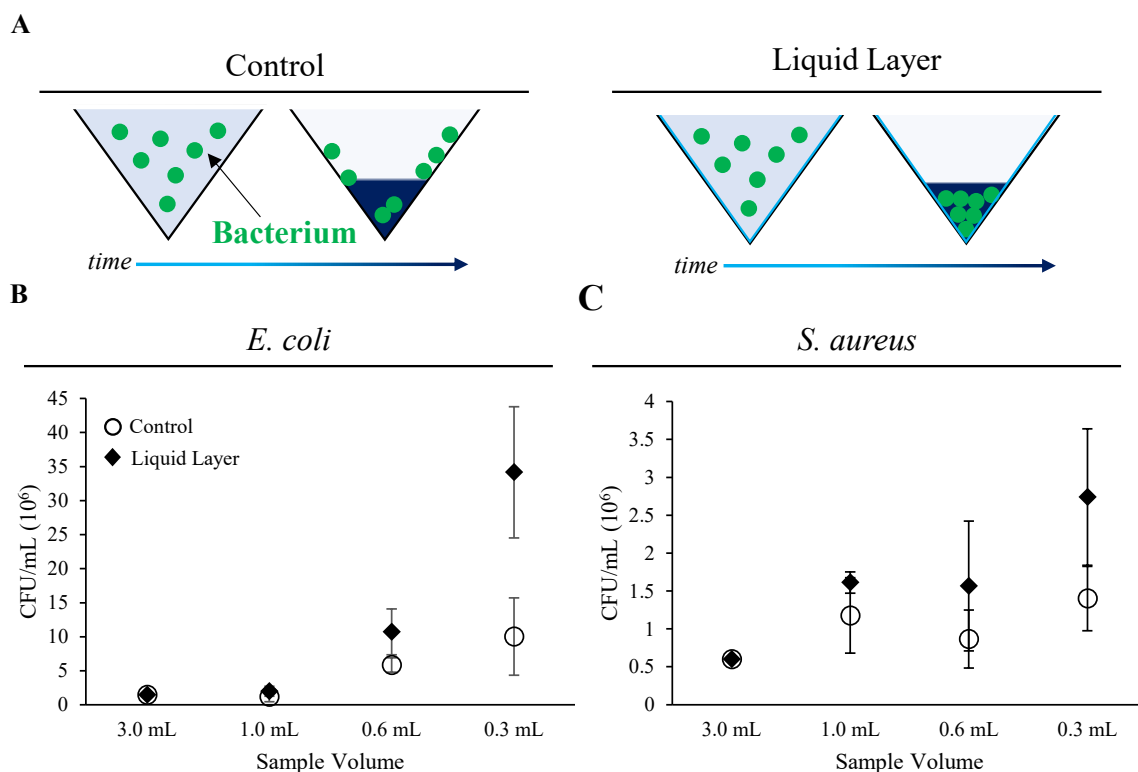 A
Control
Liquid Layer
Bacterium
time
time
B
C
E. coli
S. aureus
CFU/mL (10⁶)
45
40
35
30
25
20
15
10
5
0
Control
Liquid Layer
3.0 mL
1.0 mL
0.6 mL
0.3 mL
Sample Volume
CFU/mL (10⁶)
4
3.5
3
2.5
2
1.5
1
0.5
0
3.0 mL
1.0 mL
0.6 mL
0.3 mL
Sample Volume